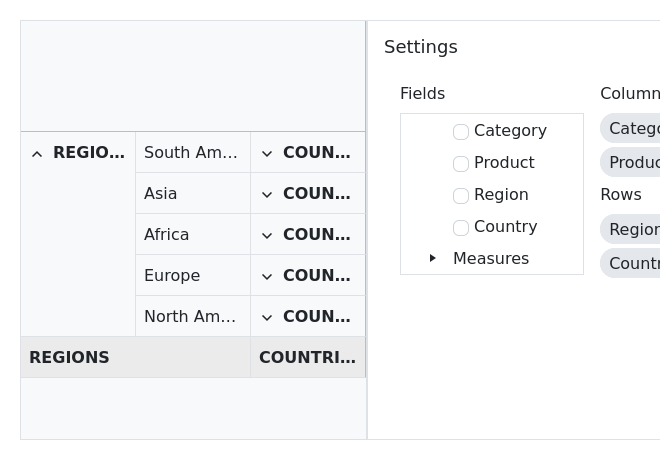 REGIO... South Am... COUN...
Asia COUN...
Africa COUN...
Europe COUN...
North Am... COUN...
REGIONS COUNTRI...
Settings
Fields
Category
Product
Region
Country
Measures
Column
Catego
Produc
Rows
Region
Countr